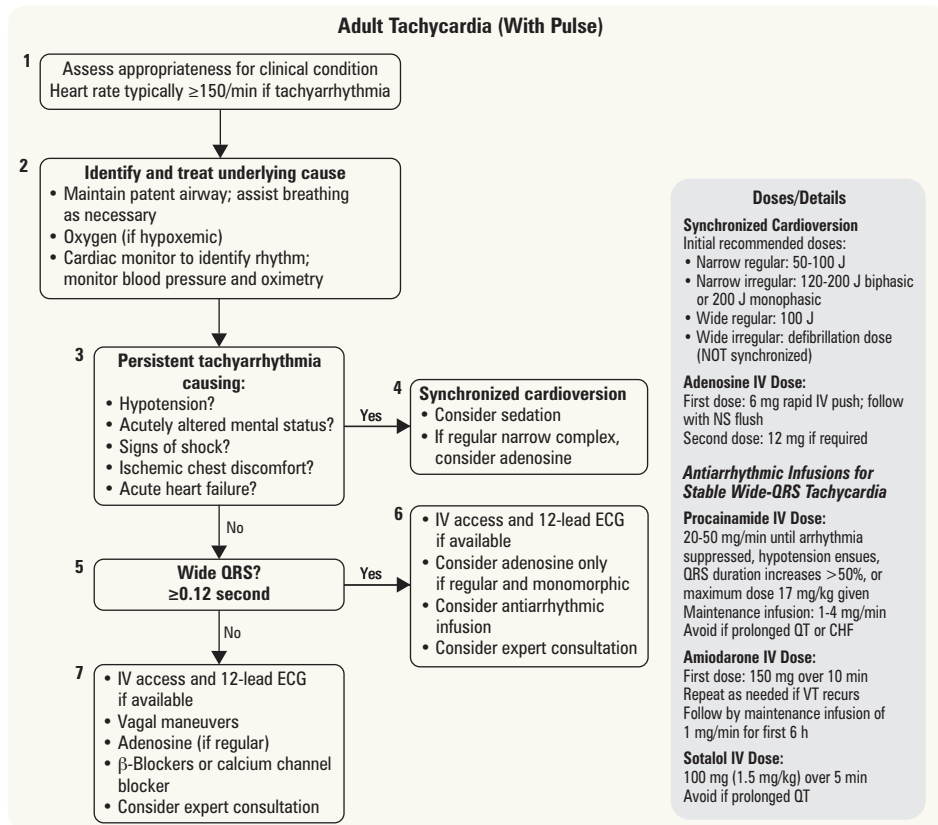 Adult Tachycardia (With Pulse)
1
Assess appropriateness for clinical condition
Heart rate typically ≥150/min if tachyarrhythmia
2
Identify and treat underlying cause
• Maintain patent airway; assist breathing
as necessary
• Oxygen (if hypoxemic)
• Cardiac monitor to identify rhythm;
monitor blood pressure and oximetry
3
Persistent tachyarrhythmia
causing:
• Hypotension?
• Acutely altered mental status?
• Signs of shock?
• Ischemic chest discomfort?
• Acute heart failure?
Yes
4
Synchronized cardioversion
• Consider sedation
• If regular narrow complex,
consider adenosine
No
5
Wide QRS?
≥0.12 second
Yes
6
• IV access and 12-lead ECG
if available
• Consider adenosine only
if regular and monomorphic
• Consider antiarrhythmic
infusion
• Consider expert consultation
No
7
• IV access and 12-lead ECG
if available
• Vagal maneuvers
• Adenosine (if regular)
• β-Blockers or calcium channel
blocker
• Consider expert consultation
Doses/Details
Synchronized Cardioversion
Initial recommended doses:
• Narrow regular: 50-100 J
• Narrow irregular: 120-200 J biphasic
or 200 J monophasic
• Wide regular: 100 J
• Wide irregular: defibrillation dose
(NOT synchronized)
Adenosine IV Dose:
First dose: 6 mg rapid IV push; follow
with NS flush
Second dose: 12 mg if required
Antiarrhythmic Infusions for
Stable Wide-QRS Tachycardia
Procainamide IV Dose:
20-50 mg/min until arrhythmia
suppressed, hypotension ensues,
QRS duration increases >50%, or
maximum dose 17 mg/kg given
Maintenance infusion: 1-4 mg/min
Avoid if prolonged QT or CHF
Amiodarone IV Dose:
First dose: 150 mg over 10 min
Repeat as needed if VT recurs
Follow by maintenance infusion of
1 mg/min for first 6 h
Sotalol IV Dose:
100 mg (1.5 mg/kg) over 5 min
Avoid if prolonged QT